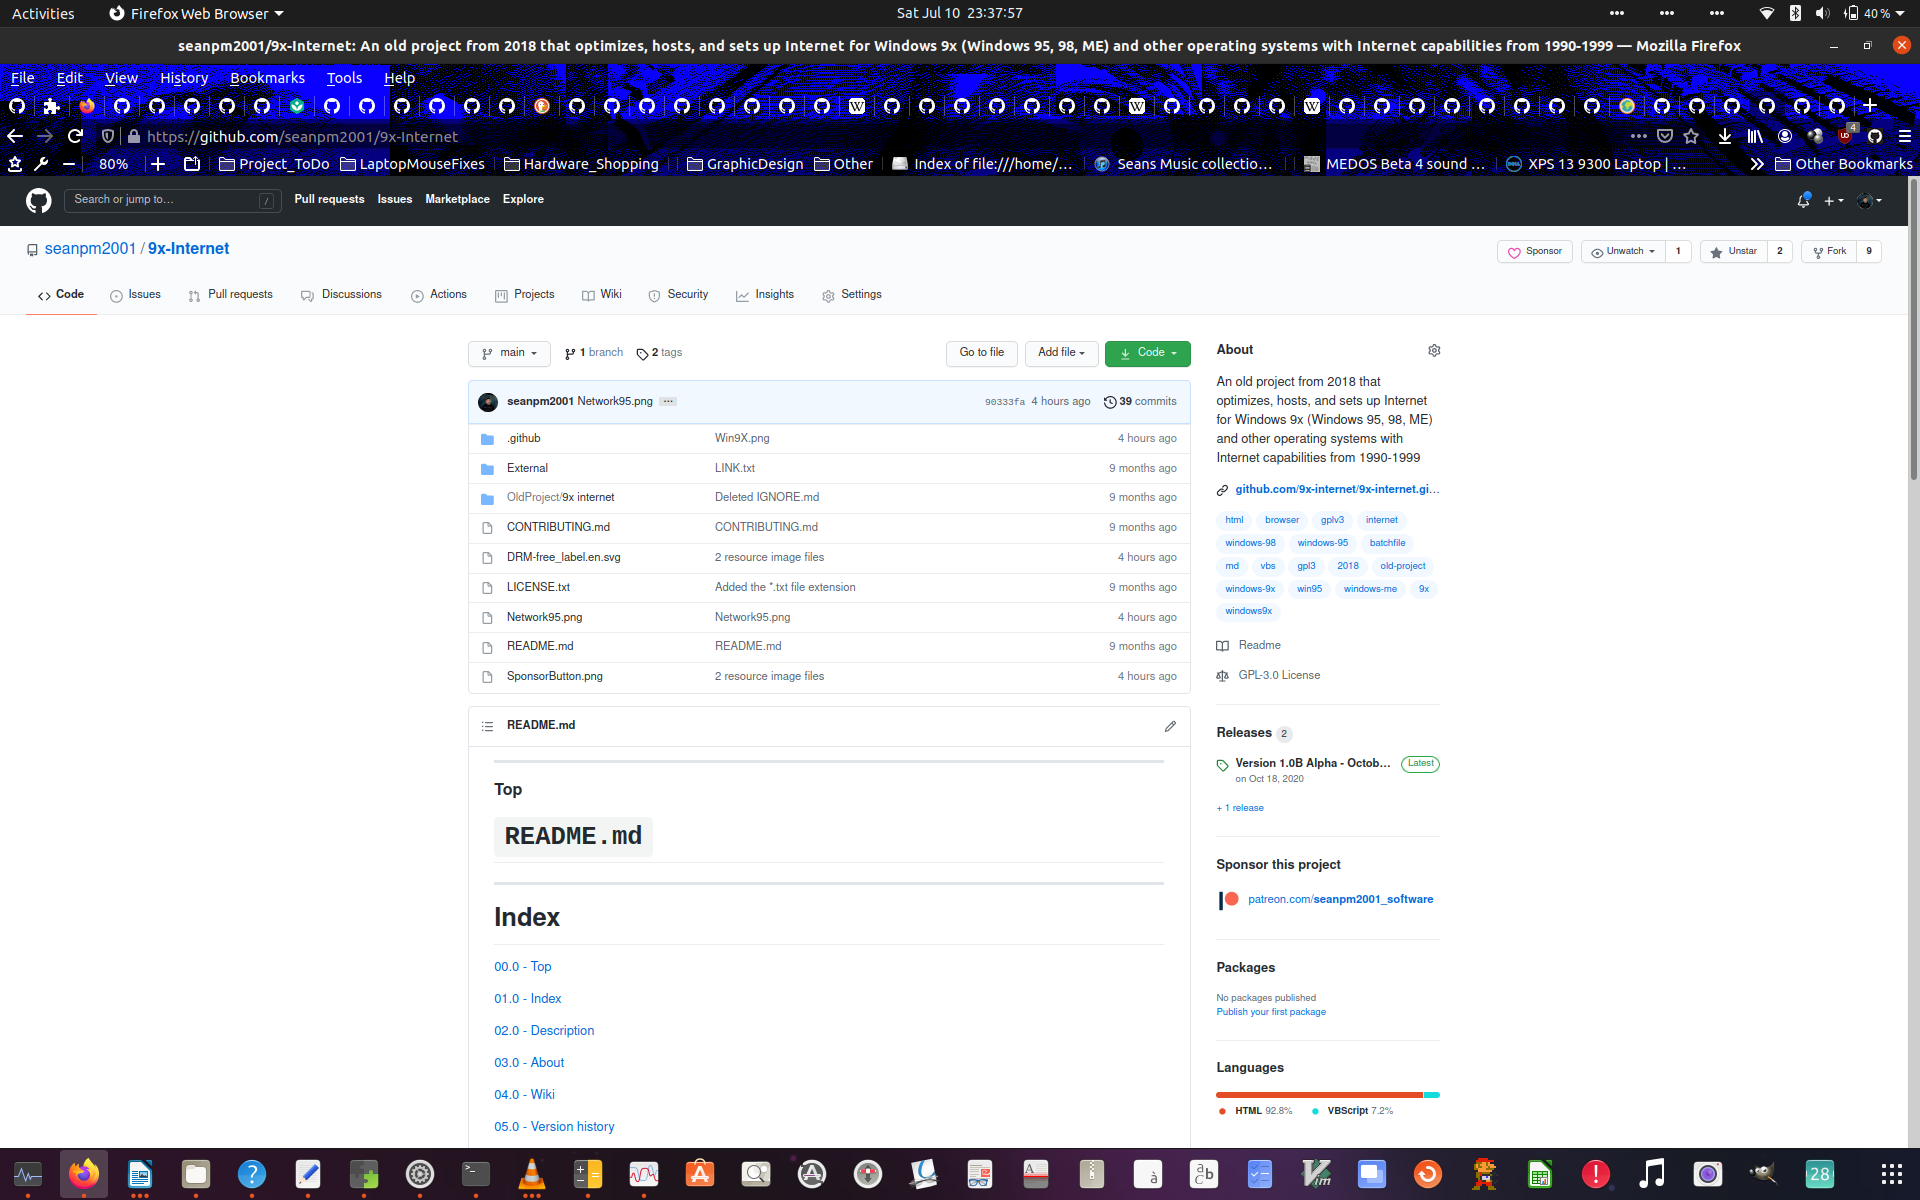 Activities Firefox Web Browser Sat Jul 10 23:37:57 40 %
seanpm2001/9x-Internet: An old project from 2018 that optimizes, hosts, and sets up Internet for Windows 9x (Windows 95, 98, ME) and other operating systems with Internet capabilities from 1990-1999 — Mozilla Firefox
File Edit View History Bookmarks Tools Help
https://github.com/seanpm2001/9x-Internet 4
80% Project_ToDo LaptopMouseFixes Hardware_Shopping GraphicDesign Other Index of file:///home/... Seans Music collectio... MEDOS Beta 4 sound ... XPS 13 9300 Laptop | ... Other Bookmarks
Search or jump to... / Pull requests Issues Marketplace Explore
seanpm2001 / 9x-Internet Sponsor Unwatch 1 Unstar 2 Fork 9
Code Issues Pull requests Discussions Actions Projects Wiki Security Insights Settings
main 1 branch 2 tags Go to file Add file Code
seanpm2001 Network95.png ... 90333fa 4 hours ago 39 commits
.github Win9X.png 4 hours ago
External LINK.txt 9 months ago
OldProject/9x internet Deleted IGNORE.md 9 months ago
CONTRIBUTING.md CONTRIBUTING.md 9 months ago
DRM-free_label.en.svg 2 resource image files 4 hours ago
LICENSE.txt Added the *.txt file extension 9 months ago
Network95.png Network95.png 4 hours ago
README.md README.md 9 months ago
SponsorButton.png 2 resource image files 4 hours ago
README.md
Top
README.md
Index
00.0 - Top
01.0 - Index
02.0 - Description
03.0 - About
04.0 - Wiki
05.0 - Version history
About
An old project from 2018 that
optimizes, hosts, and sets up Internet
for Windows 9x (Windows 95, 98, ME)
and other operating systems with
Internet capabilities from 1990-1999
github.com/9x-internet/9x-internet.gi...
html browser gplv3 internet
windows-98 windows-95 batchfile
md vbs gpl3 2018 old-project
windows-9x win95 windows-me 9x
windows9x
Readme
GPL-3.0 License
Releases 2
Version 1.0B Alpha - Octob... Latest
on Oct 18, 2020
+ 1 release
Sponsor this project
patreon.com/seanpm2001_software
Packages
No packages published
Publish your first package
Languages
HTML 92.8% VBScript 7.2%
28